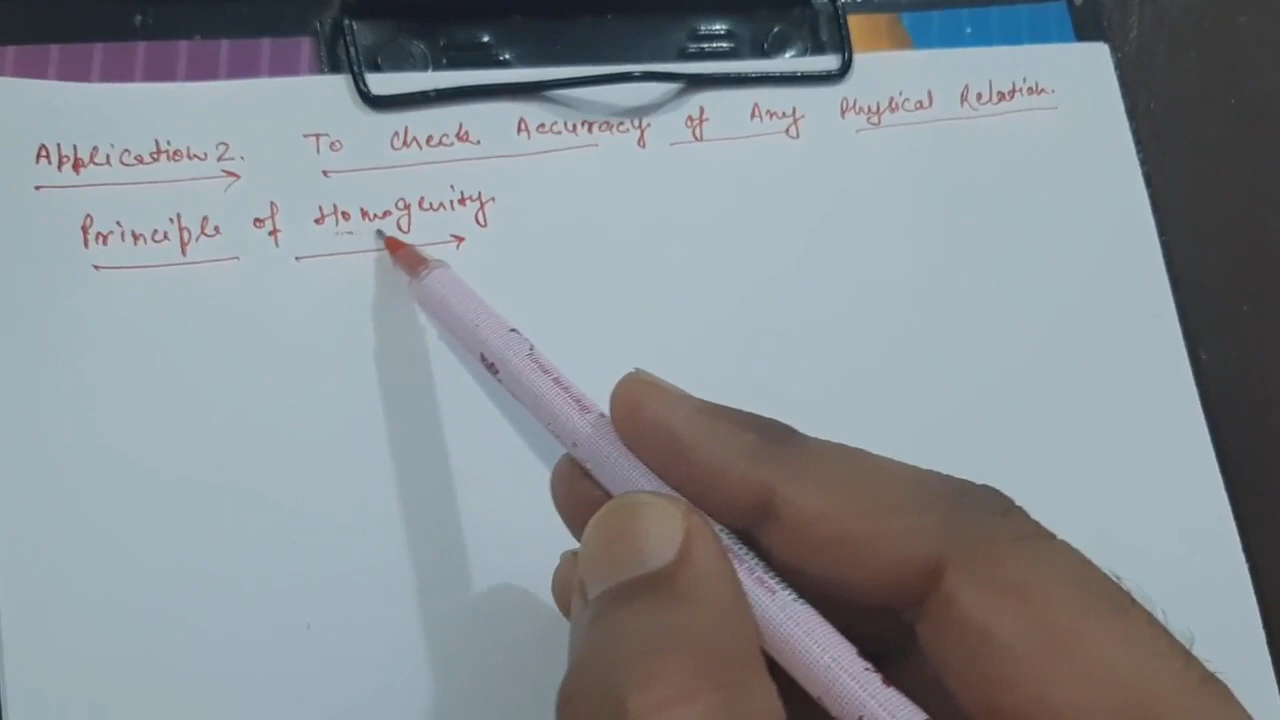 Application 2. To Check Accuracy of Any Physical Relation.
Principle of Homogenity